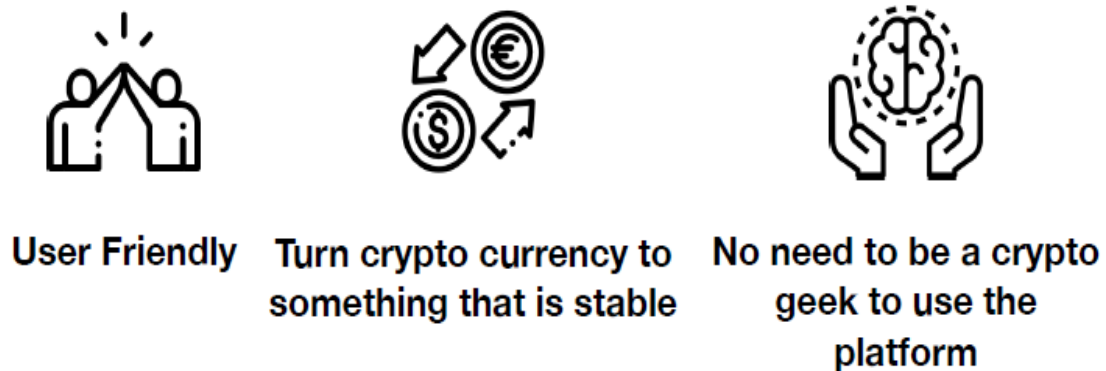 User Friendly
Turn crypto currency to
something that is stable
No need to be a crypto
geek to use the
platform